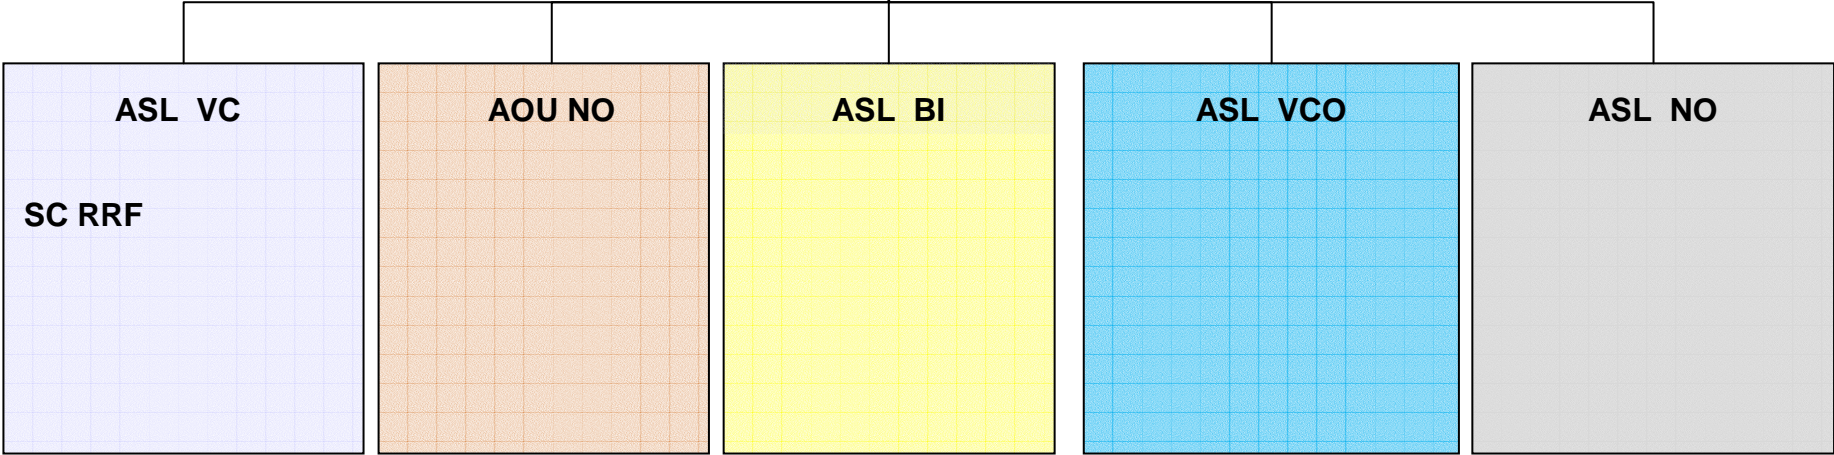 ASL  VC
AOU NO
ASL  BI
ASL  VCO
ASL  NO
SC RRF